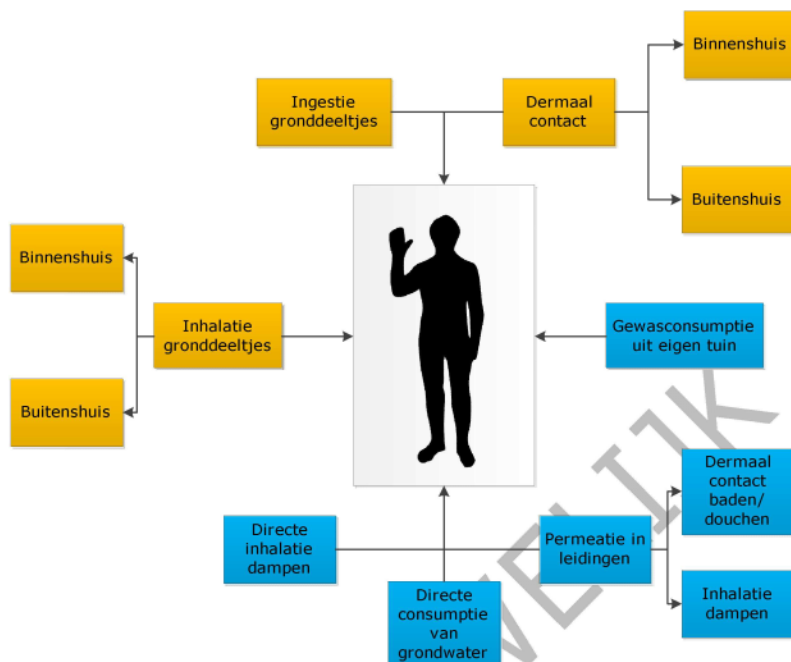 Binnenshuis
Ingestie
gronddeeltjes
Dermaal
contact
Buitenshuis
Binnenshuis
Inhalatie
gronddeeltjes
Buitenshuis
Gewasconsumptie
uit eigen tuin
Dermaal
contact
baden/
douchen
Directe
inhalatie
dampen
Permeatie in
leidingen
Directe
consumptie
van
grondwater
Inhalatie
dampen
VELIJK